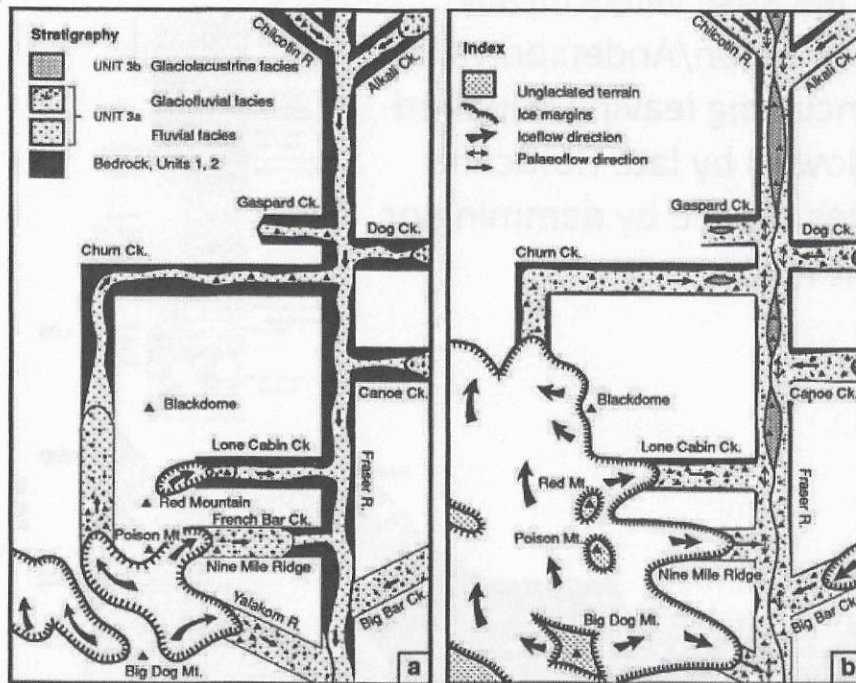 Stratigraphy
UNIT 3b Glaciolacustrine facies
Glaciofluvial facies
UNIT 3a
Fluvial facies
Bedrock, Units 1, 2
Chilcotin R.
Alkali Ck.
Gaspard Ck.
Dog Ck.
Churn Ck.
Canoe Ck.
Blackdome
Lone Cabin Ck
Fraser R.
Red Mountain
French Bar Ck.
Poison Mt.
Nine Mile Ridge
Yalakom R.
Big Bar Ck.
Big Dog Mt.
a
Index
Unglaciated terrain
Ice margins
Iceflow direction
Palaeoflow direction
Chilcotin R.
Alkali Ck.
Gaspard Ck.
Dog Ck.
Churn Ck.
Canoe Ck.
Blackdome
Lone Cabin Ck.
Red Mt.
Fraser R.
Poison Mt.
Nine Mile Ridge
Big Dog Mt.
Big Bar Ck.
b